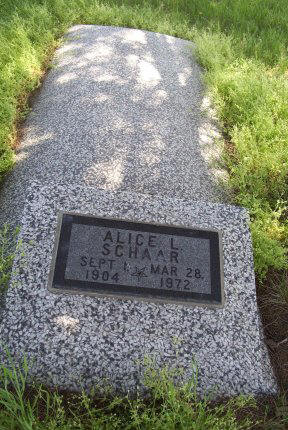 ALICE L.
SCHAAR
SEPT 1, MAR 28,
1904 1972